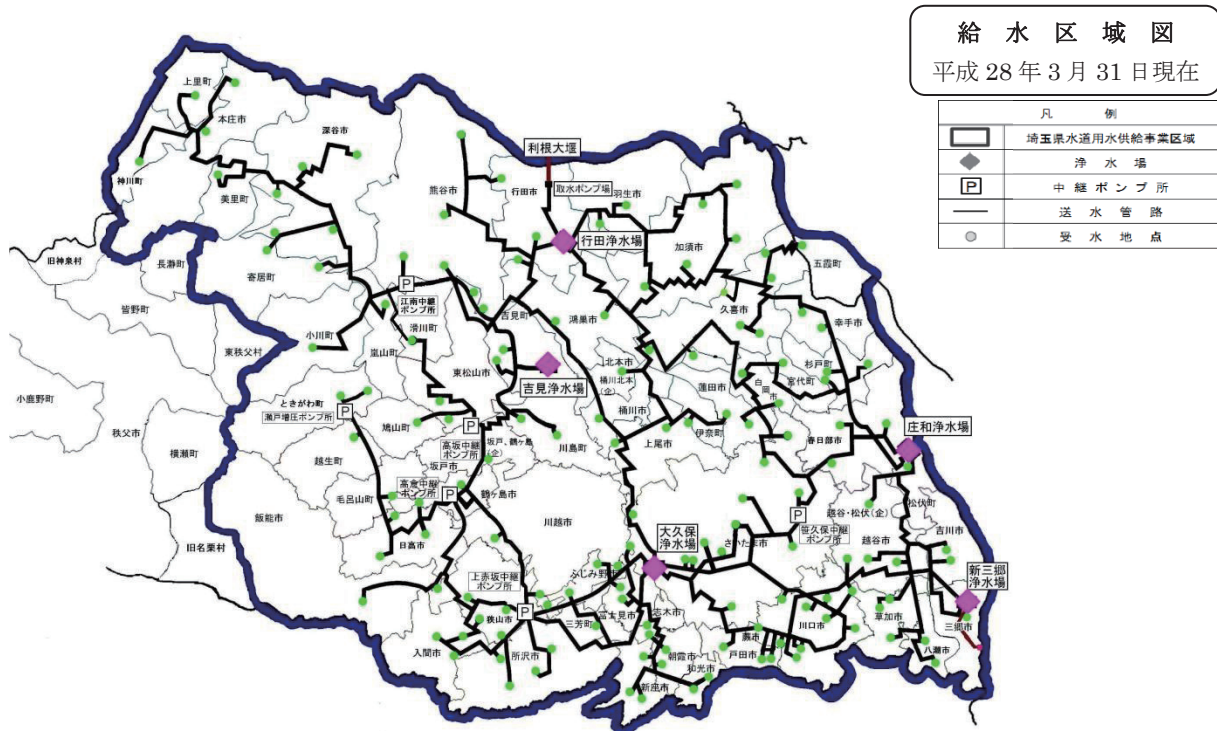 給水区域図
平成 28 年 3 月 31 日現在
凡例
埼玉県水道用水供給事業区域
浄水場
P
中継ポンプ所
送水管路
受水地点
上里町
本庄市
深谷市
神川町
美里町
熊谷市
行田市
利根大堰
取水ポンプ場
羽生市
行田浄水場
加須市
五霞町
旧神泉村
長瀞町
寄居町
皆野町
東秩父村
小川町
P
江南中継
ポンプ所
滑川町
嵐山町
吉見町
鴻巣市
久喜市
幸手市
東松山市
吉見浄水場
北本市
桶川北本
(企)
桶川市
蓮田市
白岡市
宮代町
杉戸町
小鹿野町
秩父市
横瀬町
ときがわ町
瀬戸増圧ポンプ所
P
鳩山町
P
高坂中継
ポンプ所
坂戸、鶴ヶ島
(企)
川島町
上尾市
伊奈町
春日部市
庄和浄水場
越生町
坂戸市
毛呂山町
高倉中継
ポンプ所
P
鶴ヶ島市
飯能市
旧名栗村
日高市
川越市
大久保
浄水場
さいたま市
P
笹久保中継
ポンプ所
越谷・松伏(企)
松伏町
越谷市
吉川市
新三郷
浄水場
上赤坂中継
ポンプ所
P
ふじみ野市
狭山市
入間市
所沢市
三芳町
富士見市
志木市
朝霞市
和光市
新座市
蕨市
戸田市
川口市
草加市
八潮市
三郷市